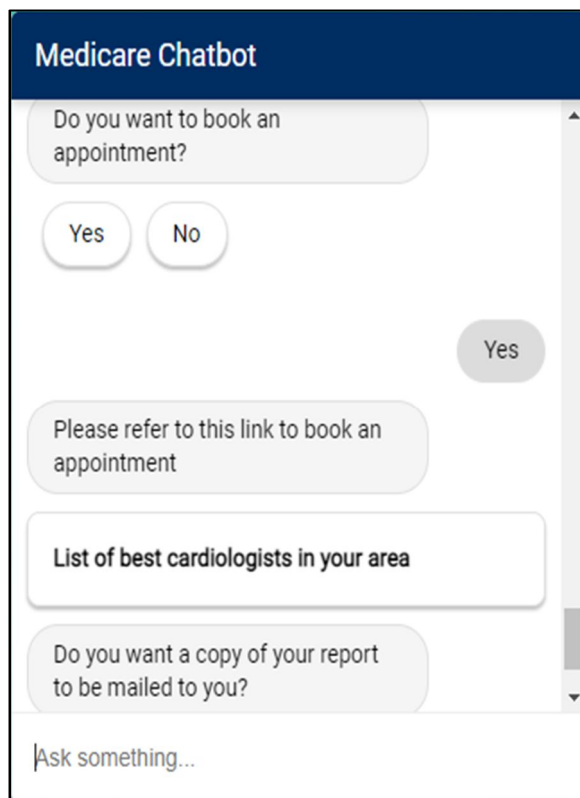 Medicare Chatbot
Do you want to book an
appointment?
Yes No
Yes
Please refer to this link to book an
appointment
List of best cardiologists in your area
Do you want a copy of your report
to be mailed to you?
Ask something...